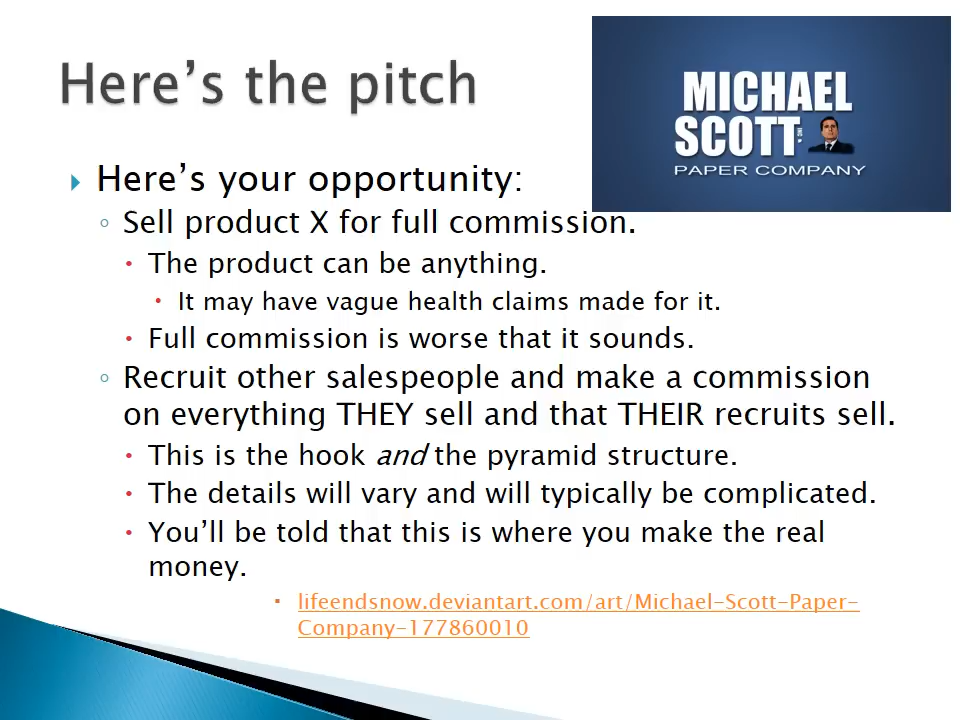 Here's the pitch
MICHAEL
SCOTT
PAPER COMPANY
Here's your opportunity:
Sell product X for full commission.
The product can be anything.
It may have vague health claims made for it.
Full commission is worse that it sounds.
Recruit other salespeople and make a commission
on everything THEY sell and that THEIR recruits sell.
This is the hook and the pyramid structure.
The details will vary and will typically be complicated.
You'll be told that this is where you make the real
money.
lifeendsnow.deviantart.com/art/Michael-Scott-Paper-
Company-177860010